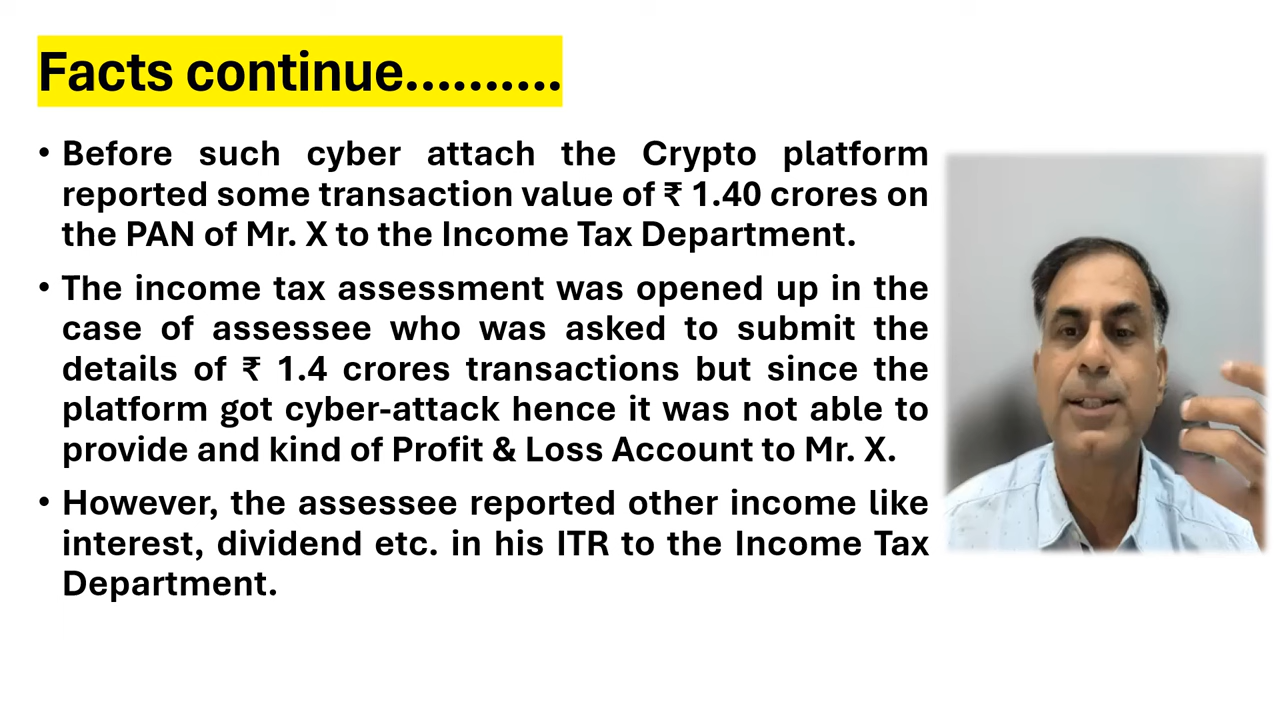 Facts continue..........
• Before such cyber attach the Crypto platform
reported some transaction value of ₹ 1.40 crores on
the PAN of Mr. X to the Income Tax Department.
• The income tax assessment was opened up in the
case of assessee who was asked to submit the
details of ₹ 1.4 crores transactions but since the
platform got cyber-attack hence it was not able to
provide and kind of Profit & Loss Account to Mr. X.
• However, the assessee reported other income like
interest, dividend etc. in his ITR to the Income Tax
Department.